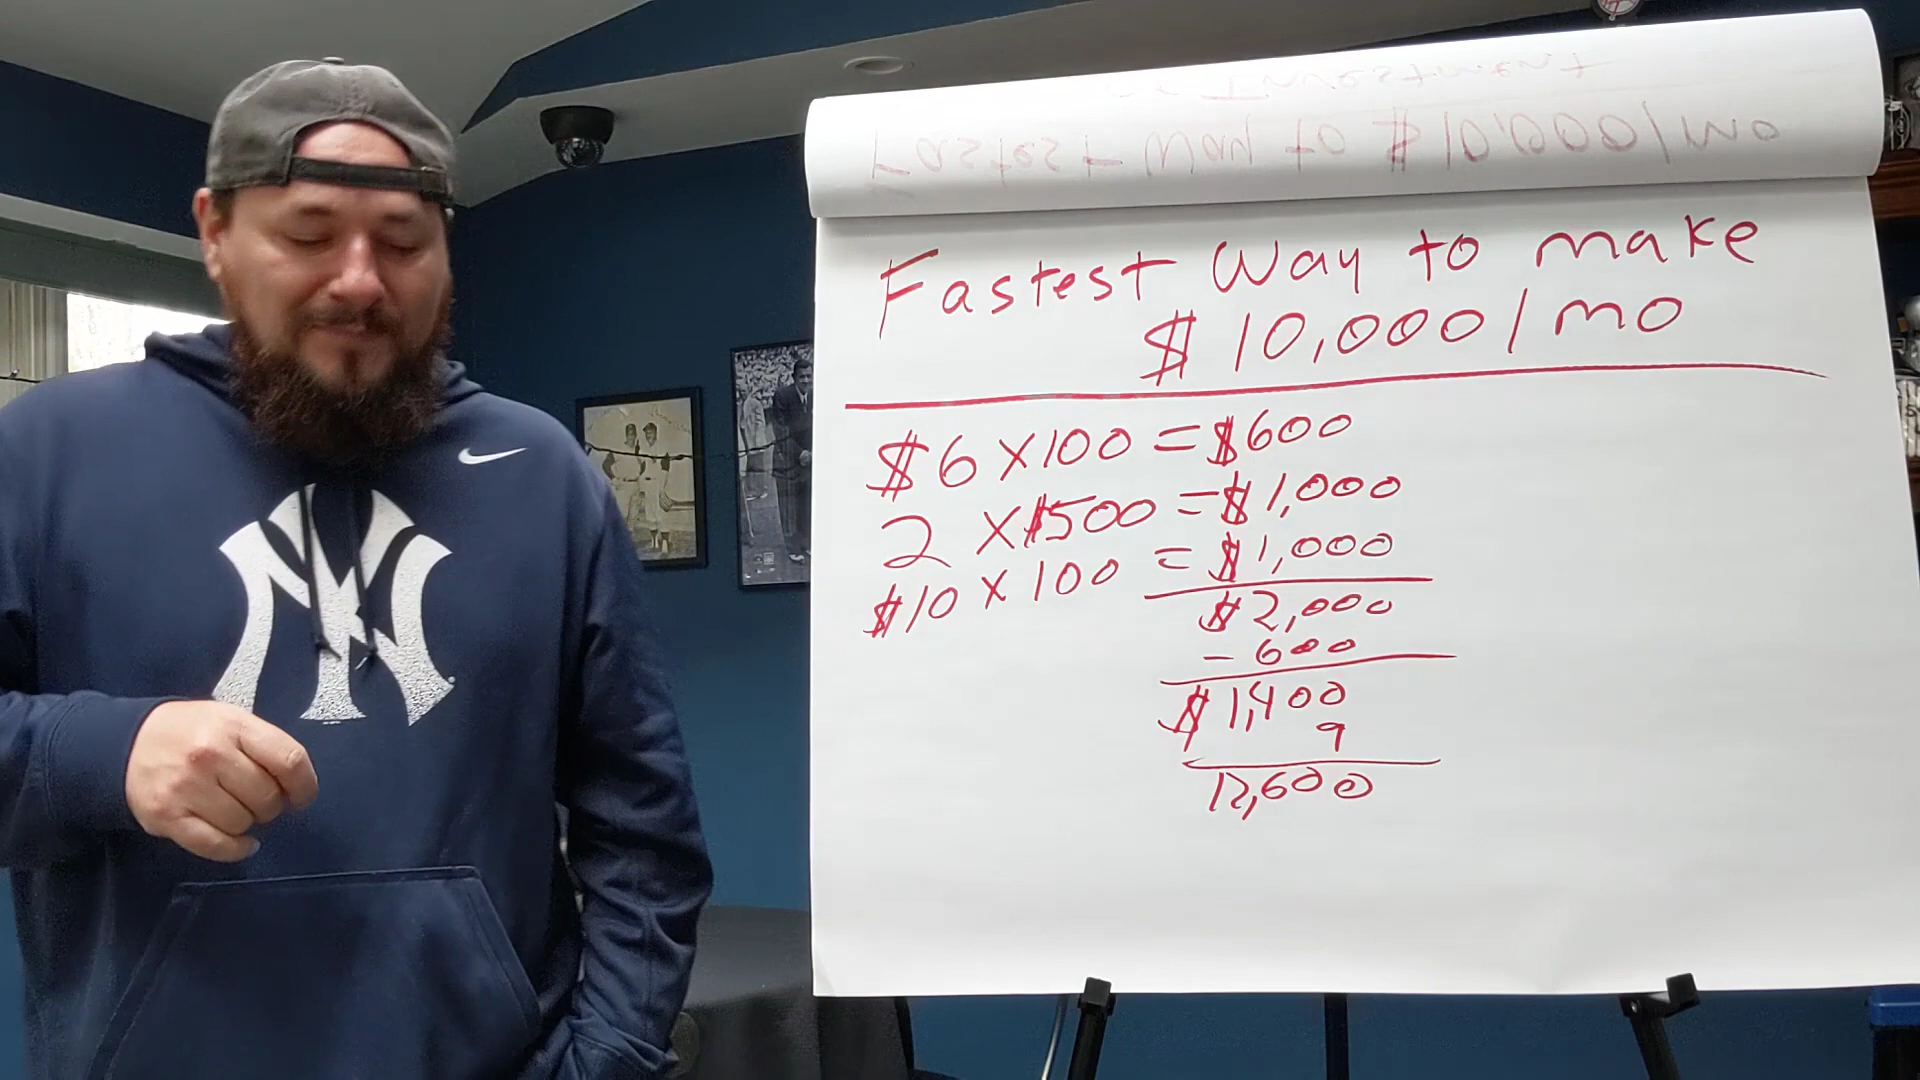 Fastest Way to make
$10,000/mo
$6 x 100 = $600
2 x $500 = $1,000
$10 x 100 = $1,000
$2,000
- 600
$1,400
9
12,600
NY